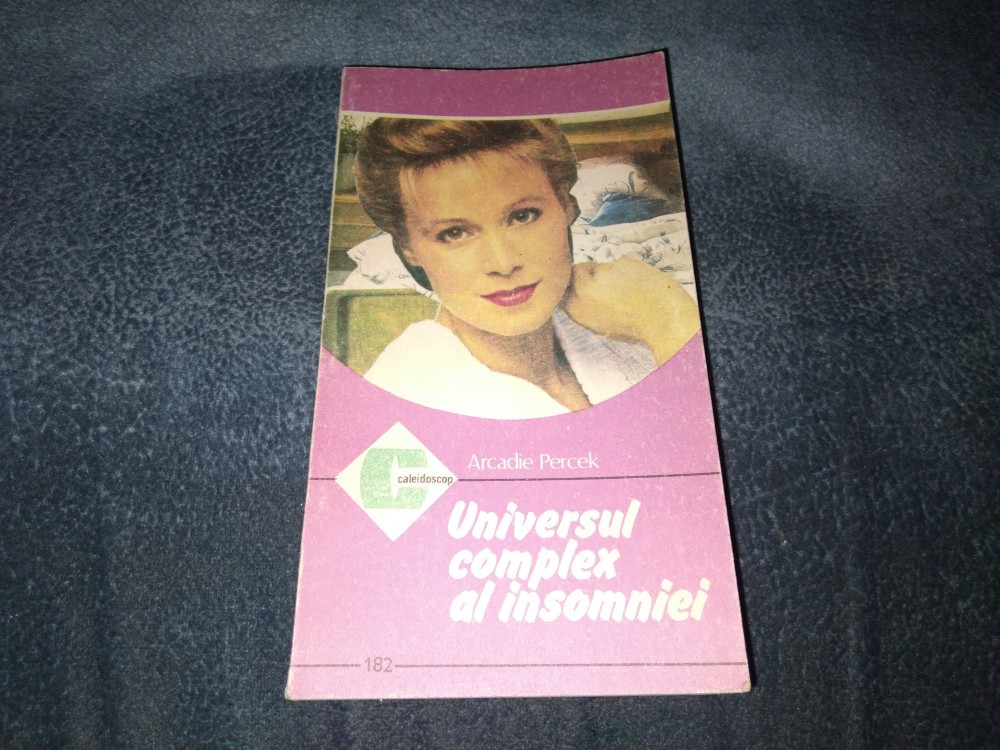 Arcadie Percek
caleidoscop
Universul
complex
al insomniei
182